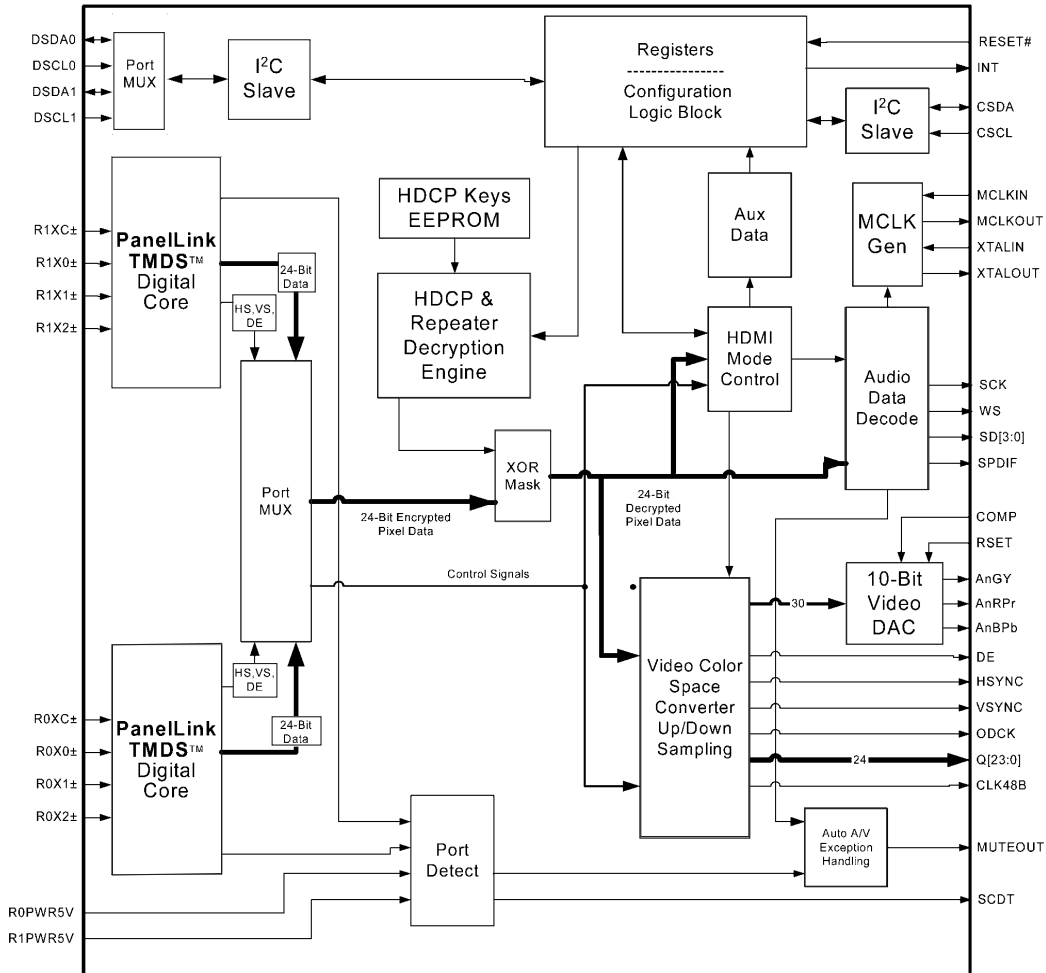 DSDA0
DSCL0
DSDA1
DSCL1
Port
MUX
I²C
Slave
Registers
Configuration
Logic Block
RESET#
INT
I²C
Slave
CSDA
CSCL
PanelLink
TMDS™
Digital
Core
R1XC±
R1X0±
R1X1±
R1X2±
24-Bit
Data
HS,VS,
DE
HDCP Keys
EEPROM
HDCP &
Repeater
Decryption
Engine
Aux
Data
MCLK
Gen
MCLKIN
MCLKOUT
XTALIN
XTALOUT
HDMI
Mode
Control
Audio
Data
Decode
SCK
WS
SD[3:0]
SPDIF
Port
MUX
XOR
Mask
24-Bit Encrypted
Pixel Data
24-Bit
Decrypted
Pixel Data
Control Signals
COMP
RSET
10-Bit
Video
DAC
30
AnGY
AnRPr
AnBPb
HS,VS,
DE
24-Bit
Data
PanelLink
TMDS™
Digital
Core
R0XC±
R0X0±
R0X1±
R0X2±
Video Color
Space
Converter
Up/Down
Sampling
DE
HSYNC
VSYNC
ODCK
24
Q[23:0]
CLK48B
Port
Detect
Auto A/V
Exception
Handling
MUTEOUT
SCDT
R0PWR5V
R1PWR5V